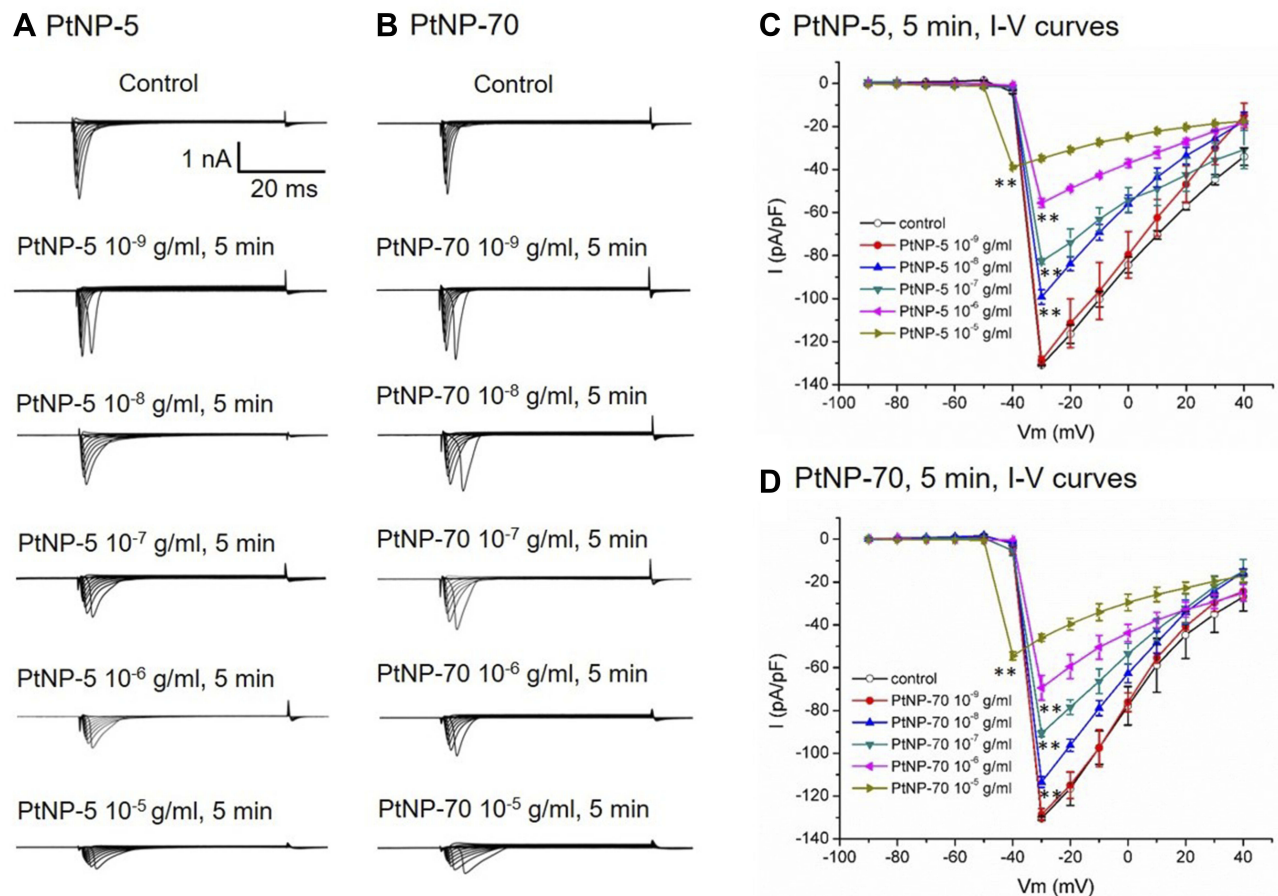 A PtNP-5
Control
1 nA
20 ms
PtNP-5 10⁻⁹ g/ml, 5 min
PtNP-5 10⁻⁸ g/ml, 5 min
PtNP-5 10⁻⁷ g/ml, 5 min
PtNP-5 10⁻⁶ g/ml, 5 min
PtNP-5 10⁻⁵ g/ml, 5 min
B PtNP-70
Control
PtNP-70 10⁻⁹ g/ml, 5 min
PtNP-70 10⁻⁸ g/ml, 5 min
PtNP-70 10⁻⁷ g/ml, 5 min
PtNP-70 10⁻⁶ g/ml, 5 min
PtNP-70 10⁻⁵ g/ml, 5 min
C PtNP-5, 5 min, I-V curves
I (pA/pF)
0
-20
-40
-60
-80
-100
-120
-140
**
**
**
**
control
PtNP-5 10⁻⁹ g/ml
PtNP-5 10⁻⁸ g/ml
PtNP-5 10⁻⁷ g/ml
PtNP-5 10⁻⁶ g/ml
PtNP-5 10⁻⁵ g/ml
-100 -80 -60 -40 -20 0 20 40
Vm (mV)
D PtNP-70, 5 min, I-V curves
I (pA/pF)
0
-20
-40
-60
-80
-100
-120
-140
**
**
**
**
control
PtNP-70 10⁻⁹ g/ml
PtNP-70 10⁻⁸ g/ml
PtNP-70 10⁻⁷ g/ml
PtNP-70 10⁻⁶ g/ml
PtNP-70 10⁻⁵ g/ml
-100 -80 -60 -40 -20 0 20 40
Vm (mV)